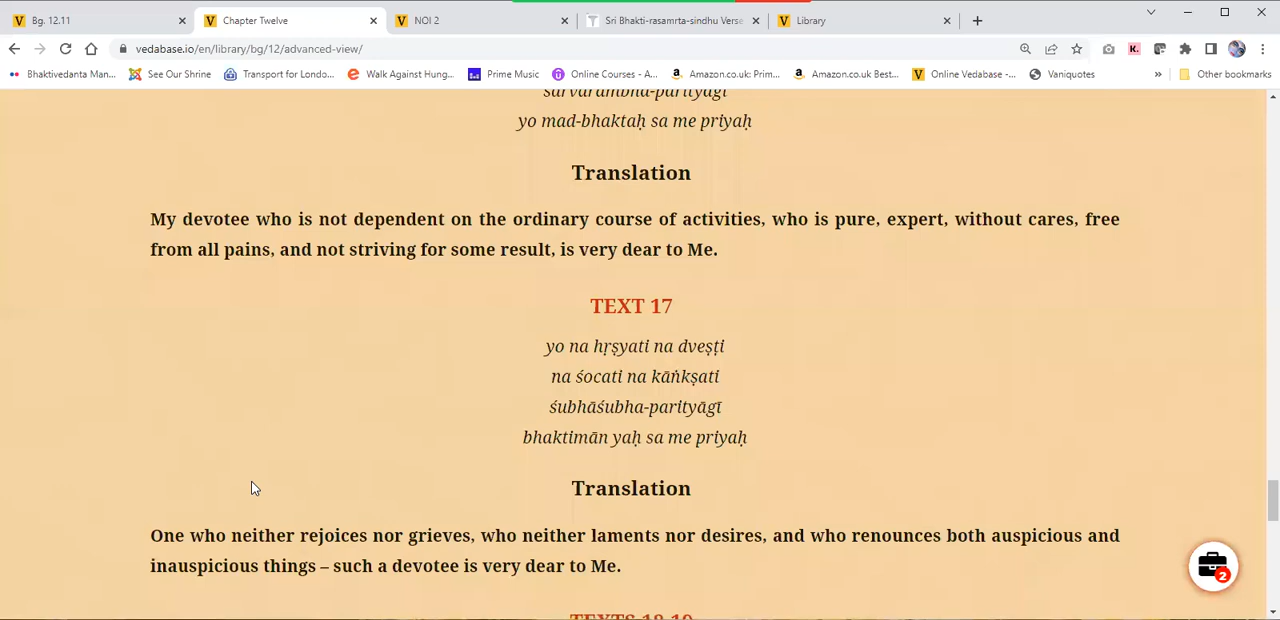 Bg. 12.11
Chapter Twelve
NOI 2
Sri Bhakti-rasamrta-sindhu Verse
Library
vedabase.io/en/library/bg/12/advanced-view/
Bhaktivedanta Man...
See Our Shrine
Transport for Londo...
Walk Against Hung...
Prime Music
Online Courses - A...
Amazon.co.uk: Prim...
Amazon.co.uk Best...
Online Vedabase -...
Vaniquotes
»
Other bookmarks
sarvārambha-parityāgī
yo mad-bhaktaḥ sa me priyaḥ
Translation
My devotee who is not dependent on the ordinary course of activities, who is pure, expert, without cares, free
from all pains, and not striving for some result, is very dear to Me.
TEXT 17
yo na hṛṣyati na dveṣṭi
na śocati na kāṅkṣati
śubhāśubha-parityāgī
bhaktimān yaḥ sa me priyaḥ
Translation
One who neither rejoices nor grieves, who neither laments nor desires, and who renounces both auspicious and
inauspicious things – such a devotee is very dear to Me.
2
TEXTS 18-19